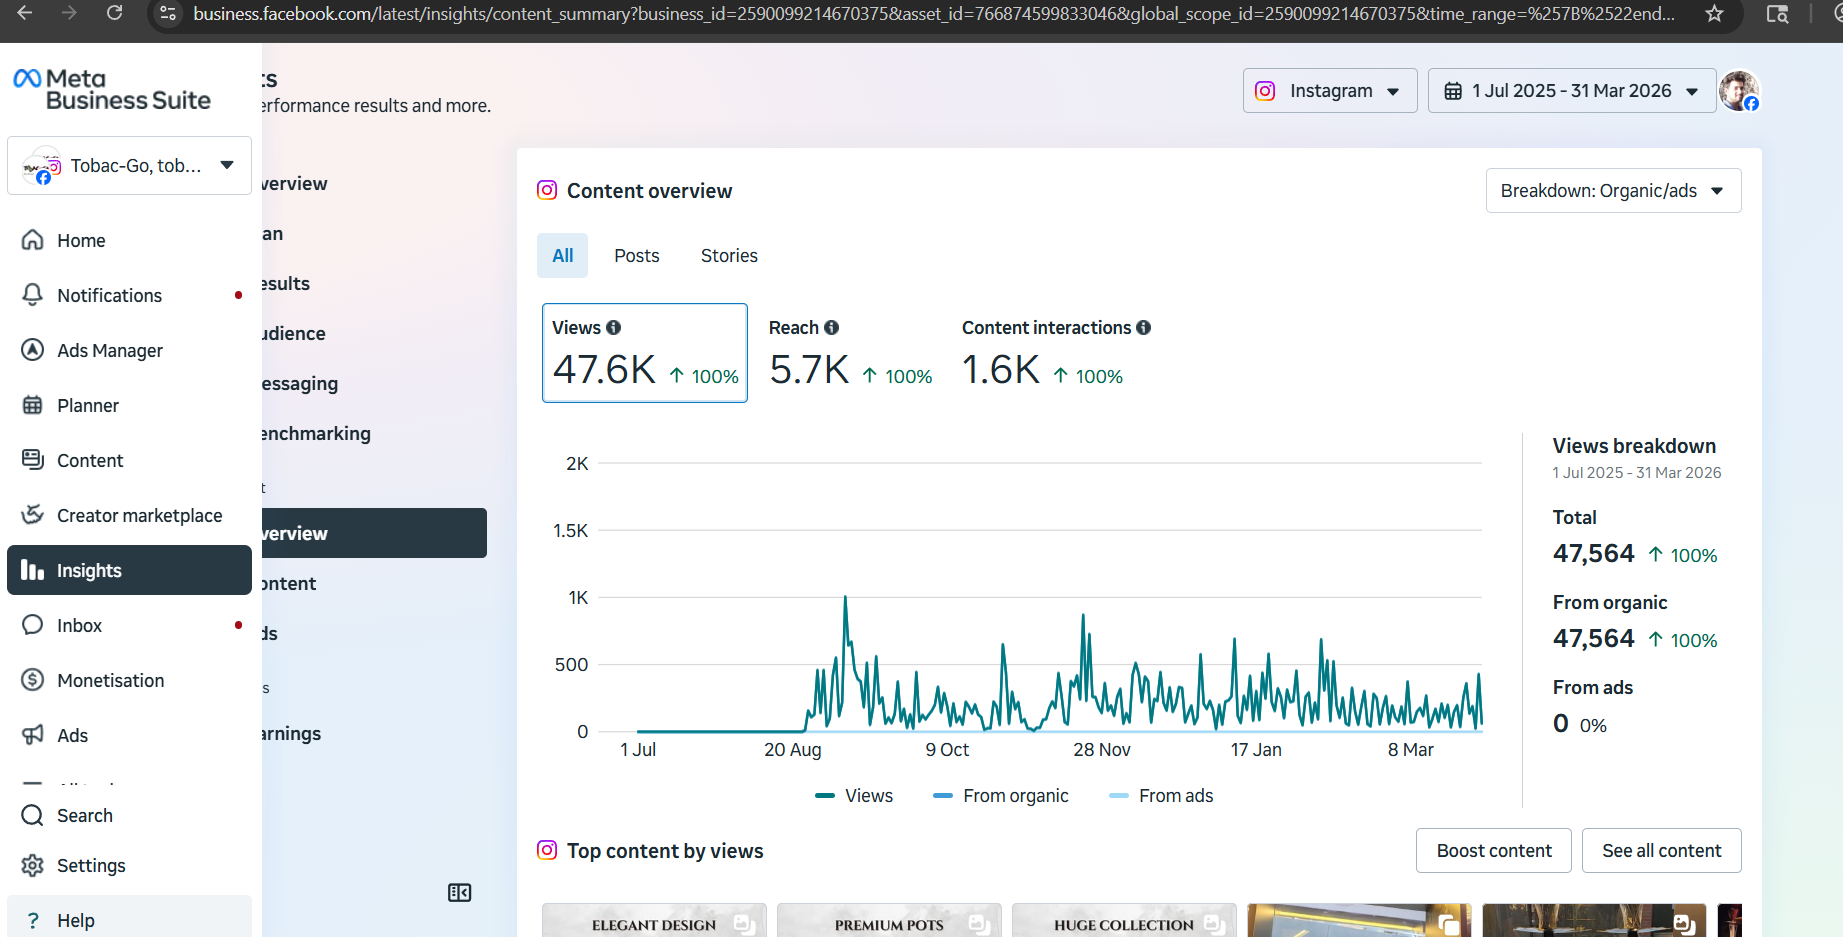 business.facebook.com/latest/insights/content_summary?business_id=2590099214670375&asset_id=766874599833046&global_scope_id=2590099214670375&time_range=%257B%2522end...
Meta
Business Suite
Tobac-Go, tob...
Home
Notifications
Ads Manager
Planner
Content
Creator marketplace
Insights
Inbox
Monetisation
Ads
Search
Settings
? Help
ts
erformance results and more.
verview
an
esults
udience
essaging
enchmarking
t
verview
ontent
ds
s
arnings
Instagram
1 Jul 2025 - 31 Mar 2026
Content overview
Breakdown: Organic/ads
All
Posts
Stories
Views
47.6K ↑ 100%
Reach
5.7K ↑ 100%
Content interactions
1.6K ↑ 100%
2K
1.5K
1K
500
0
1 Jul
20 Aug
9 Oct
28 Nov
17 Jan
8 Mar
Views
From organic
From ads
Views breakdown
1 Jul 2025 - 31 Mar 2026
Total
47,564 ↑ 100%
From organic
47,564 ↑ 100%
From ads
0 0%
Top content by views
Boost content
See all content
ELEGANT DESIGN
PREMIUM POTS
HUGE COLLECTION